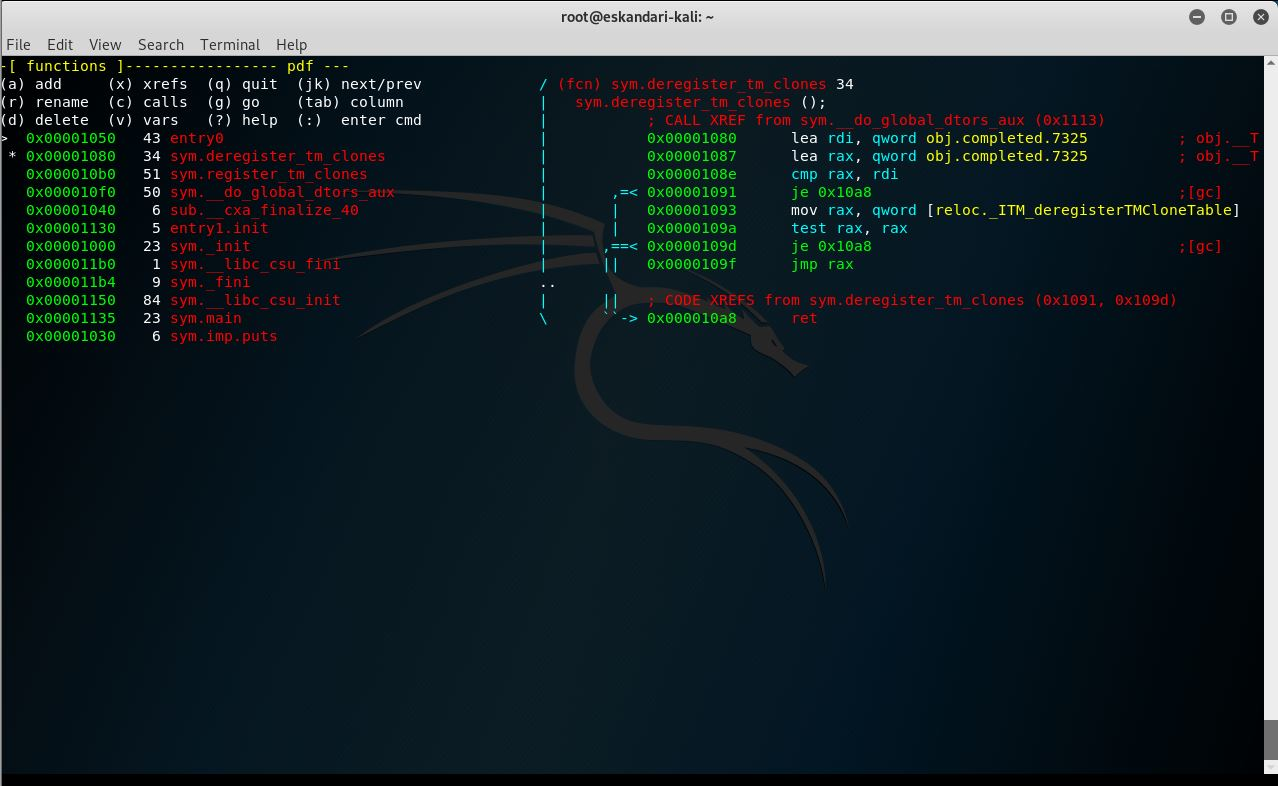 root@eskandari-kali: ~
File Edit View Search Terminal Help
-[ functions ]----------------- pdf ---
(a) add     (x) xrefs  (q) quit  (jk) next/prev             / (fcn) sym.deregister_tm_clones 34
(r) rename  (c) calls  (g) go    (tab) column               |   sym.deregister_tm_clones ();
(d) delete  (v) vars   (?) help  (:)  enter cmd             |           ; CALL XREF from sym.__do_global_dtors_aux (0x1113)
>  0x00001050   43 entry0                                   |           0x00001080      lea rdi, qword obj.completed.7325          ; obj.__T
 * 0x00001080   34 sym.deregister_tm_clones                 |           0x00001087      lea rax, qword obj.completed.7325          ; obj.__T
   0x000010b0   51 sym.register_tm_clones                   |           0x0000108e      cmp rax, rdi
   0x000010f0   50 sym.__do_global_dtors_aux                |       ,=< 0x00001091      je 0x10a8                                  ;[gc]
   0x00001040    6 sub.__cxa_finalize_40                    |       |   0x00001093      mov rax, qword [reloc._ITM_deregisterTMCloneTable]
   0x00001130    5 entry1.init                              |       |   0x0000109a      test rax, rax
   0x00001000   23 sym._init                                |      ,==< 0x0000109d      je 0x10a8                                  ;[gc]
   0x000011b0    1 sym.__libc_csu_fini                      |      ||   0x0000109f      jmp rax
   0x000011b4    9 sym._fini                                ..
   0x00001150   84 sym.__libc_csu_init                      |      ||   ; CODE XREFS from sym.deregister_tm_clones (0x1091, 0x109d)
   0x00001135   23 sym.main                                 \      ``-> 0x000010a8      ret
   0x00001030    6 sym.imp.puts